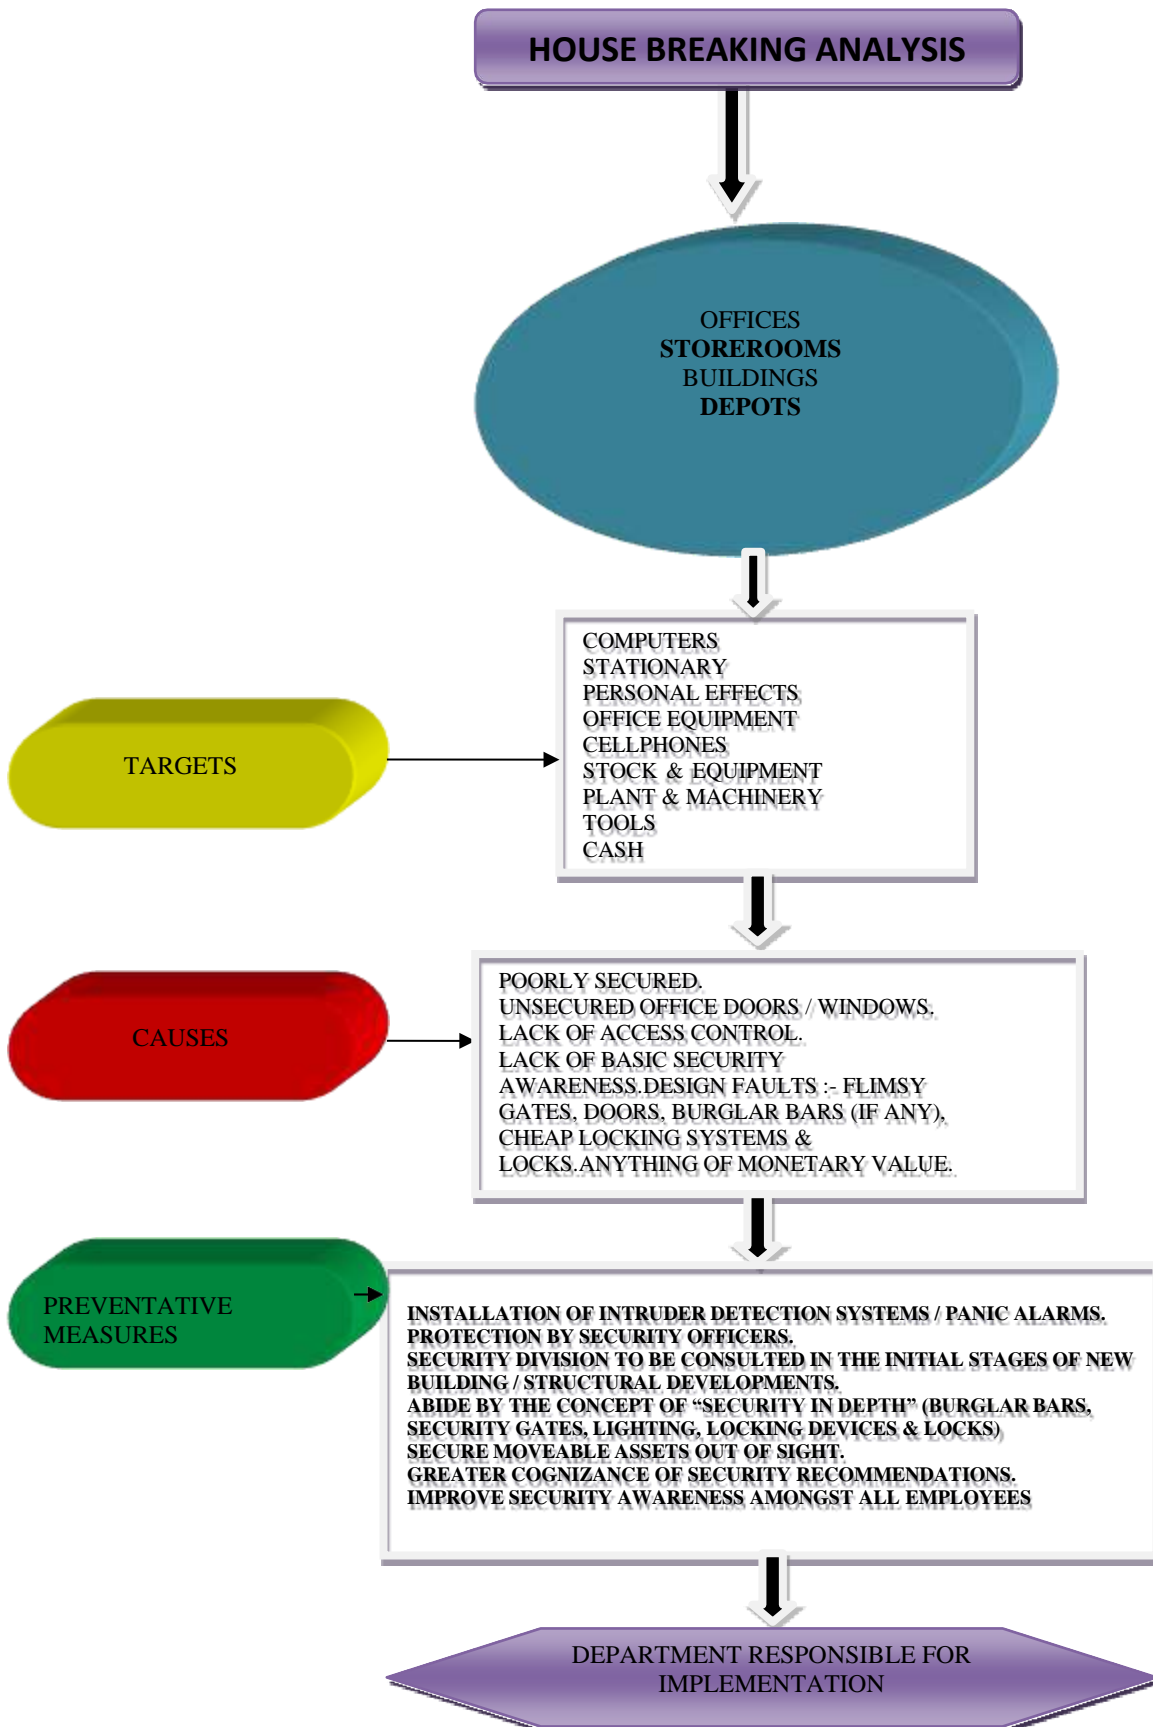 HOUSE BREAKING ANALYSIS
OFFICES
STOREROOMS
BUILDINGS
DEPOTS
TARGETS
COMPUTERS
STATIONARY
PERSONAL EFFECTS
OFFICE EQUIPMENT
CELLPHONES
STOCK & EQUIPMENT
PLANT & MACHINERY
TOOLS
CASH
CAUSES
POORLY SECURED.
UNSECURED OFFICE DOORS / WINDOWS.
LACK OF ACCESS CONTROL.
LACK OF BASIC SECURITY
AWARENESS.DESIGN FAULTS :- FLIMSY
GATES, DOORS, BURGLAR BARS (IF ANY),
CHEAP LOCKING SYSTEMS &
LOCKS.ANYTHING OF MONETARY VALUE.
PREVENTATIVE
MEASURES
INSTALLATION OF INTRUDER DETECTION SYSTEMS / PANIC ALARMS.
PROTECTION BY SECURITY OFFICERS.
SECURITY DIVISION TO BE CONSULTED IN THE INITIAL STAGES OF NEW
BUILDING / STRUCTURAL DEVELOPMENTS.
ABIDE BY THE CONCEPT OF “SECURITY IN DEPTH” (BURGLAR BARS,
SECURITY GATES, LIGHTING, LOCKING DEVICES & LOCKS)
SECURE MOVEABLE ASSETS OUT OF SIGHT.
GREATER COGNIZANCE OF SECURITY RECOMMENDATIONS.
IMPROVE SECURITY AWARENESS AMONGST ALL EMPLOYEES
DEPARTMENT RESPONSIBLE FOR
IMPLEMENTATION